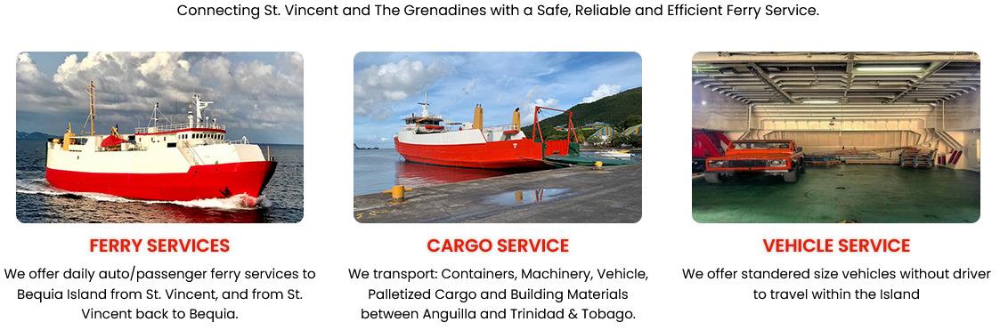 Connecting St. Vincent and The Grenadines with a Safe, Reliable and Efficient Ferry Service.
FERRY SERVICES
We offer daily auto/passenger ferry services to
Bequia Island from St. Vincent, and from St.
Vincent back to Bequia.
CARGO SERVICE
We transport: Containers, Machinery, Vehicle,
Palletized Cargo and Building Materials
between Anguilla and Trinidad & Tobago.
VEHICLE SERVICE
We offer standered size vehicles without driver
to travel within the Island